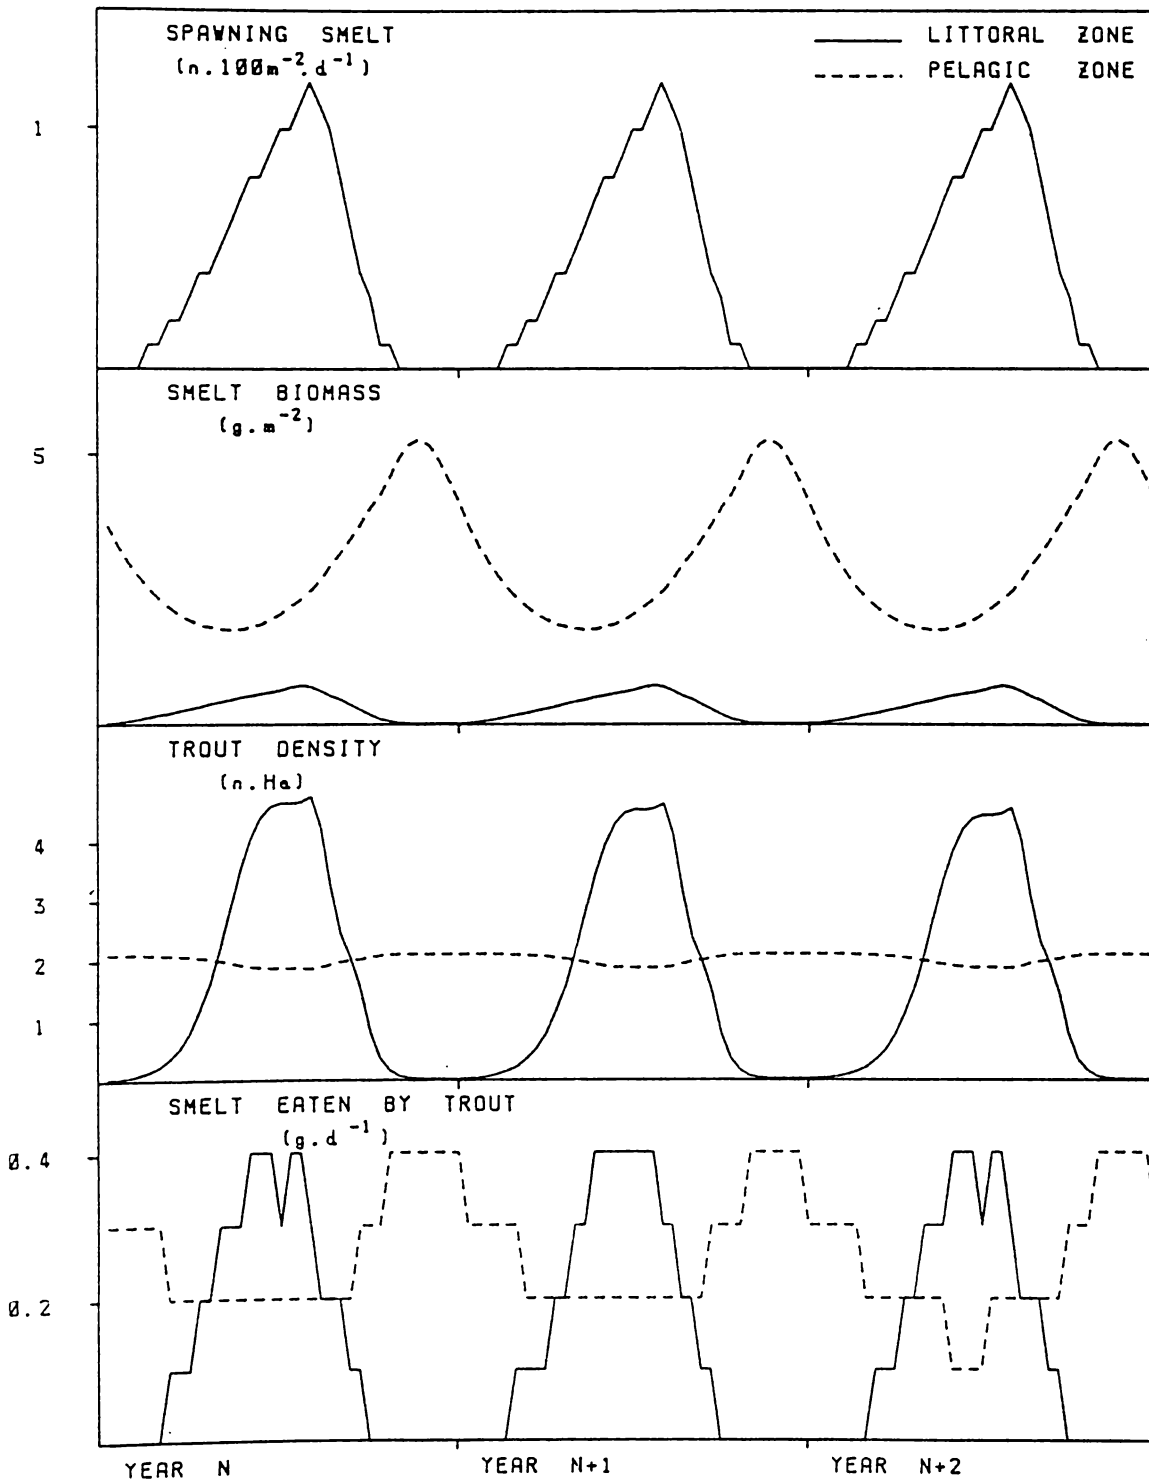 SPAWNING SMELT
(n.100m⁻².d⁻¹)
LITTORAL ZONE
PELAGIC ZONE
1
SMELT BIOMASS
(g.m⁻²)
5
TROUT DENSITY
(n.Ha)
4
3
2
1
SMELT EATEN BY TROUT
(g.d⁻¹)
0.4
0.2
YEAR N
YEAR N+1
YEAR N+2